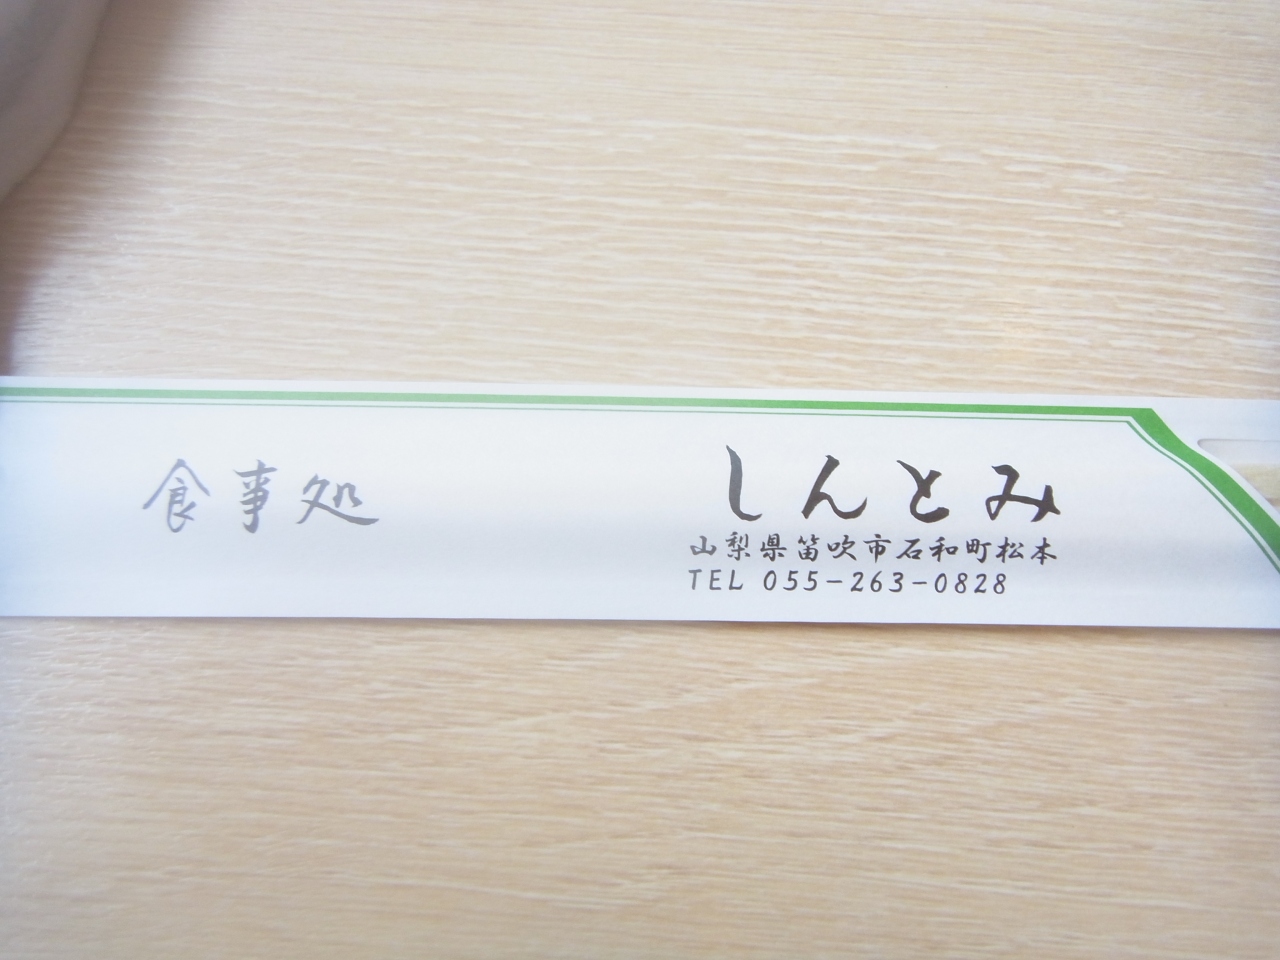 食事処
しんとみ
山梨県笛吹市石和町松本
TEL 055-263-0828